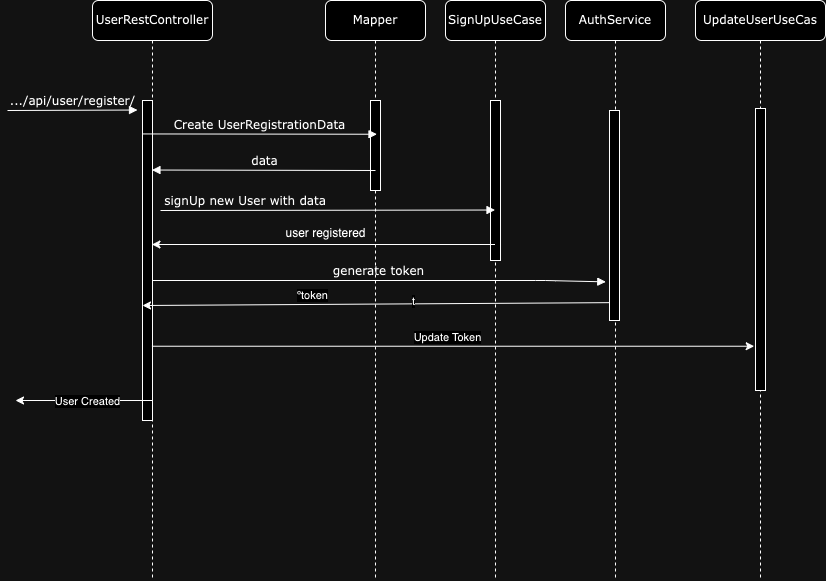 UserRestController
Mapper
SignUpUseCase
AuthService
UpdateUserUseCas
.../api/user/register/
Create UserRegistrationData
data
signUp new User with data
user registered
generate token
°token
t
Update Token
User Created